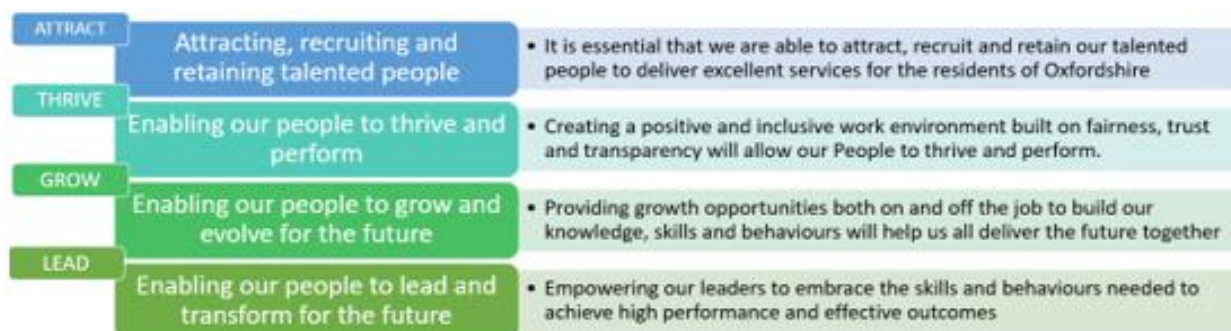 ATTRACT
Attracting, recruiting and
retaining talented people
• It is essential that we are able to attract, recruit and retain our talented
people to deliver excellent services for the residents of Oxfordshire
THRIVE
Enabling our people to thrive and
perform
• Creating a positive and inclusive work environment built on fairness, trust
and transparency will allow our People to thrive and perform.
GROW
Enabling our people to grow and
evolve for the future
• Providing growth opportunities both on and off the job to build our
knowledge, skills and behaviours will help us all deliver the future together
LEAD
Enabling our people to lead and
transform for the future
• Empowering our leaders to embrace the skills and behaviours needed to
achieve high performance and effective outcomes